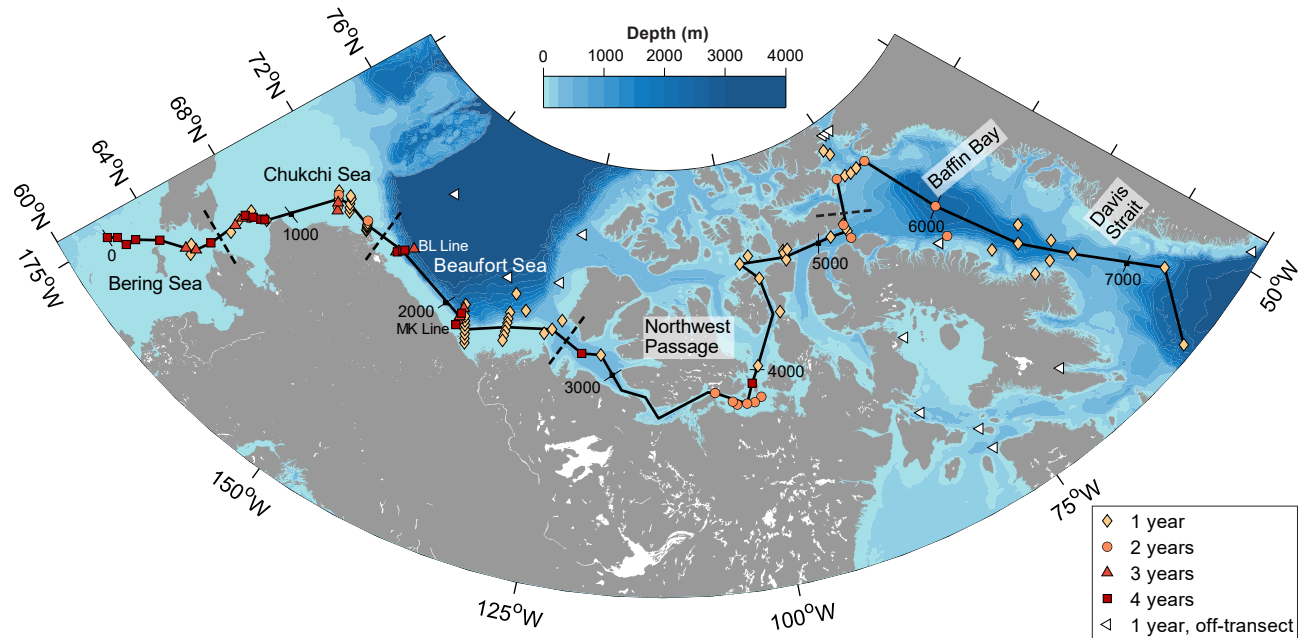 Depth (m)
0 1000 2000 3000 4000
76°N
72°N
68°N
64°N
60°N
175°W
150°W
125°W
100°W
75°W
50°W
Chukchi Sea
Bering Sea
BL Line
Beaufort Sea
MK Line
Northwest
Passage
Baffin Bay
Davis
Strait
0
1000
2000
3000
4000
5000
6000
7000
1 year
2 years
3 years
4 years
1 year, off-transect